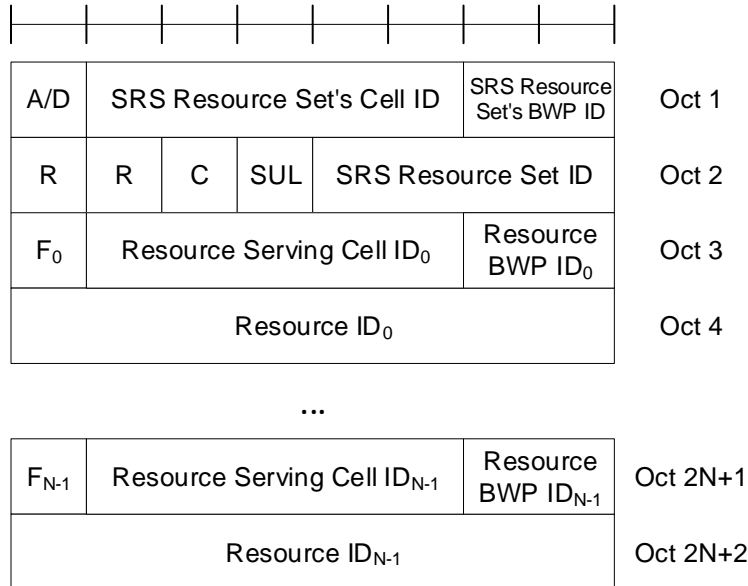 A/D SRS Resource Set's Cell ID SRS Resource Set's BWP ID Oct 1
R R C SUL SRS Resource Set ID Oct 2
F0 Resource Serving Cell ID0 Resource BWP ID0 Oct 3
Resource ID0 Oct 4
...
FN-1 Resource Serving Cell IDN-1 Resource BWP IDN-1 Oct 2N+1
Resource IDN-1 Oct 2N+2